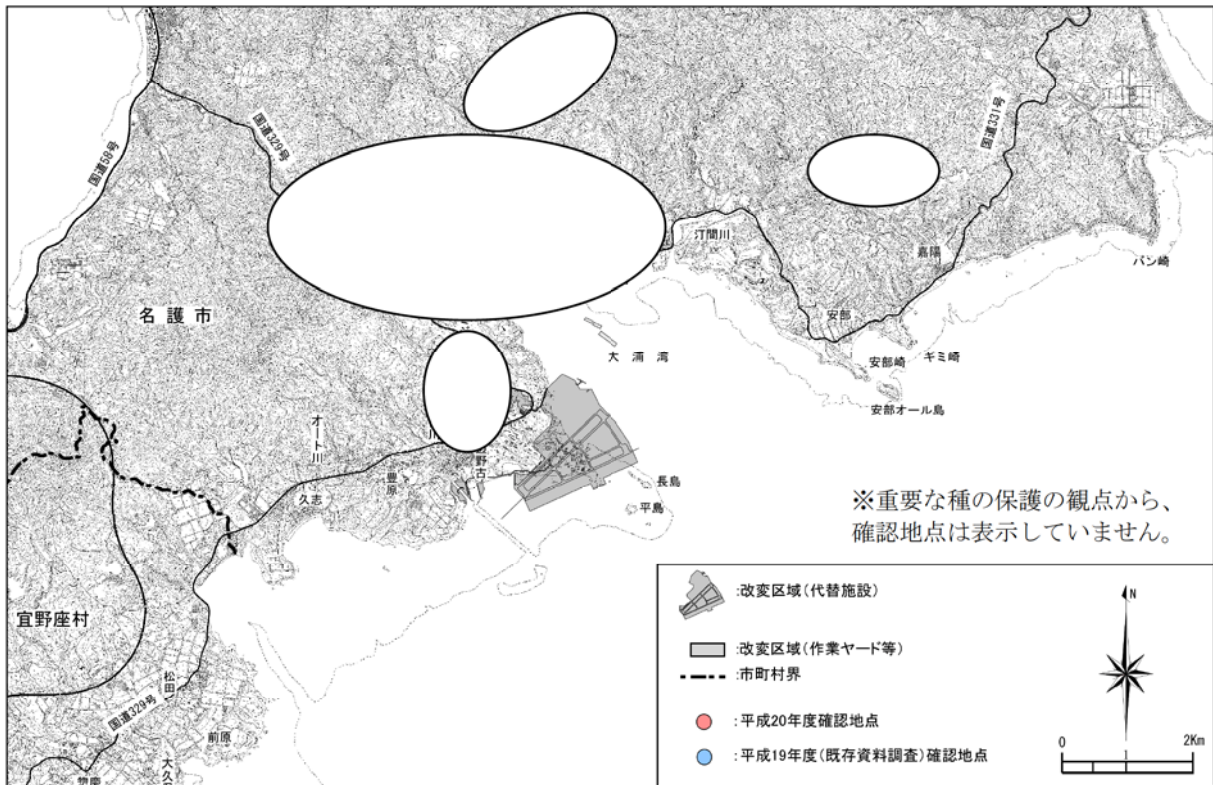 国道58号
国道329号
国道331号
汀間川
嘉陽
バン崎
名護市
大浦湾
安部
安部崎
ギミ崎
安部オール島
オート川
久志
豊原
野古
長島
平島
※重要な種の保護の観点から、
確認地点は表示していません。
宜野座村
松田
国道329号
前原
惣慶
:改変区域(代替施設)
:改変区域(作業ヤード等)
:市町村界
:平成20年度確認地点
:平成19年度(既存資料調査)確認地点
N
0
1
2Km